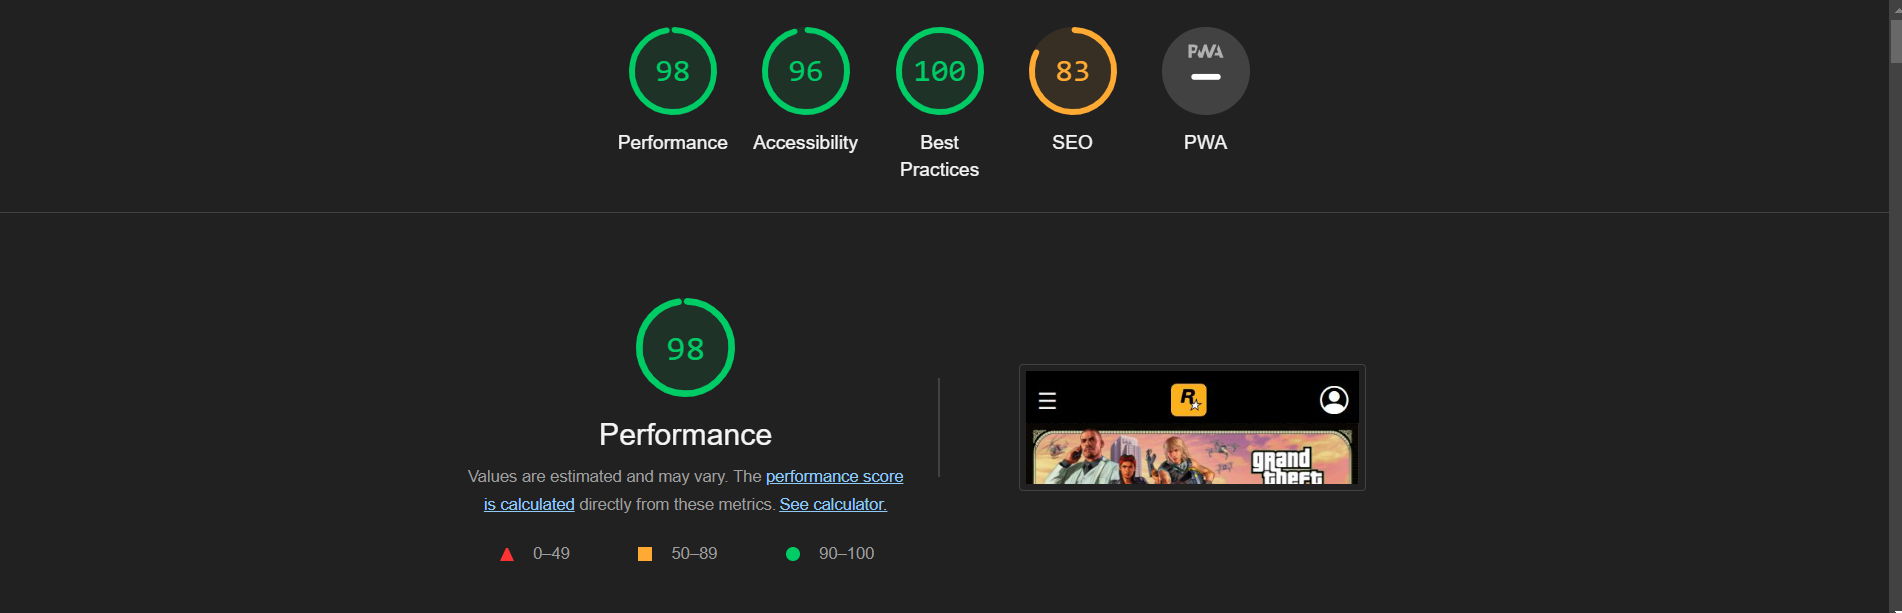 98
96
100
83
PWA
Performance
Accessibility
Best
Practices
SEO
PWA
98
Performance
Values are estimated and may vary. The performance score
is calculated directly from these metrics. See calculator.
0–49
50–89
90–100
R
grand
theft